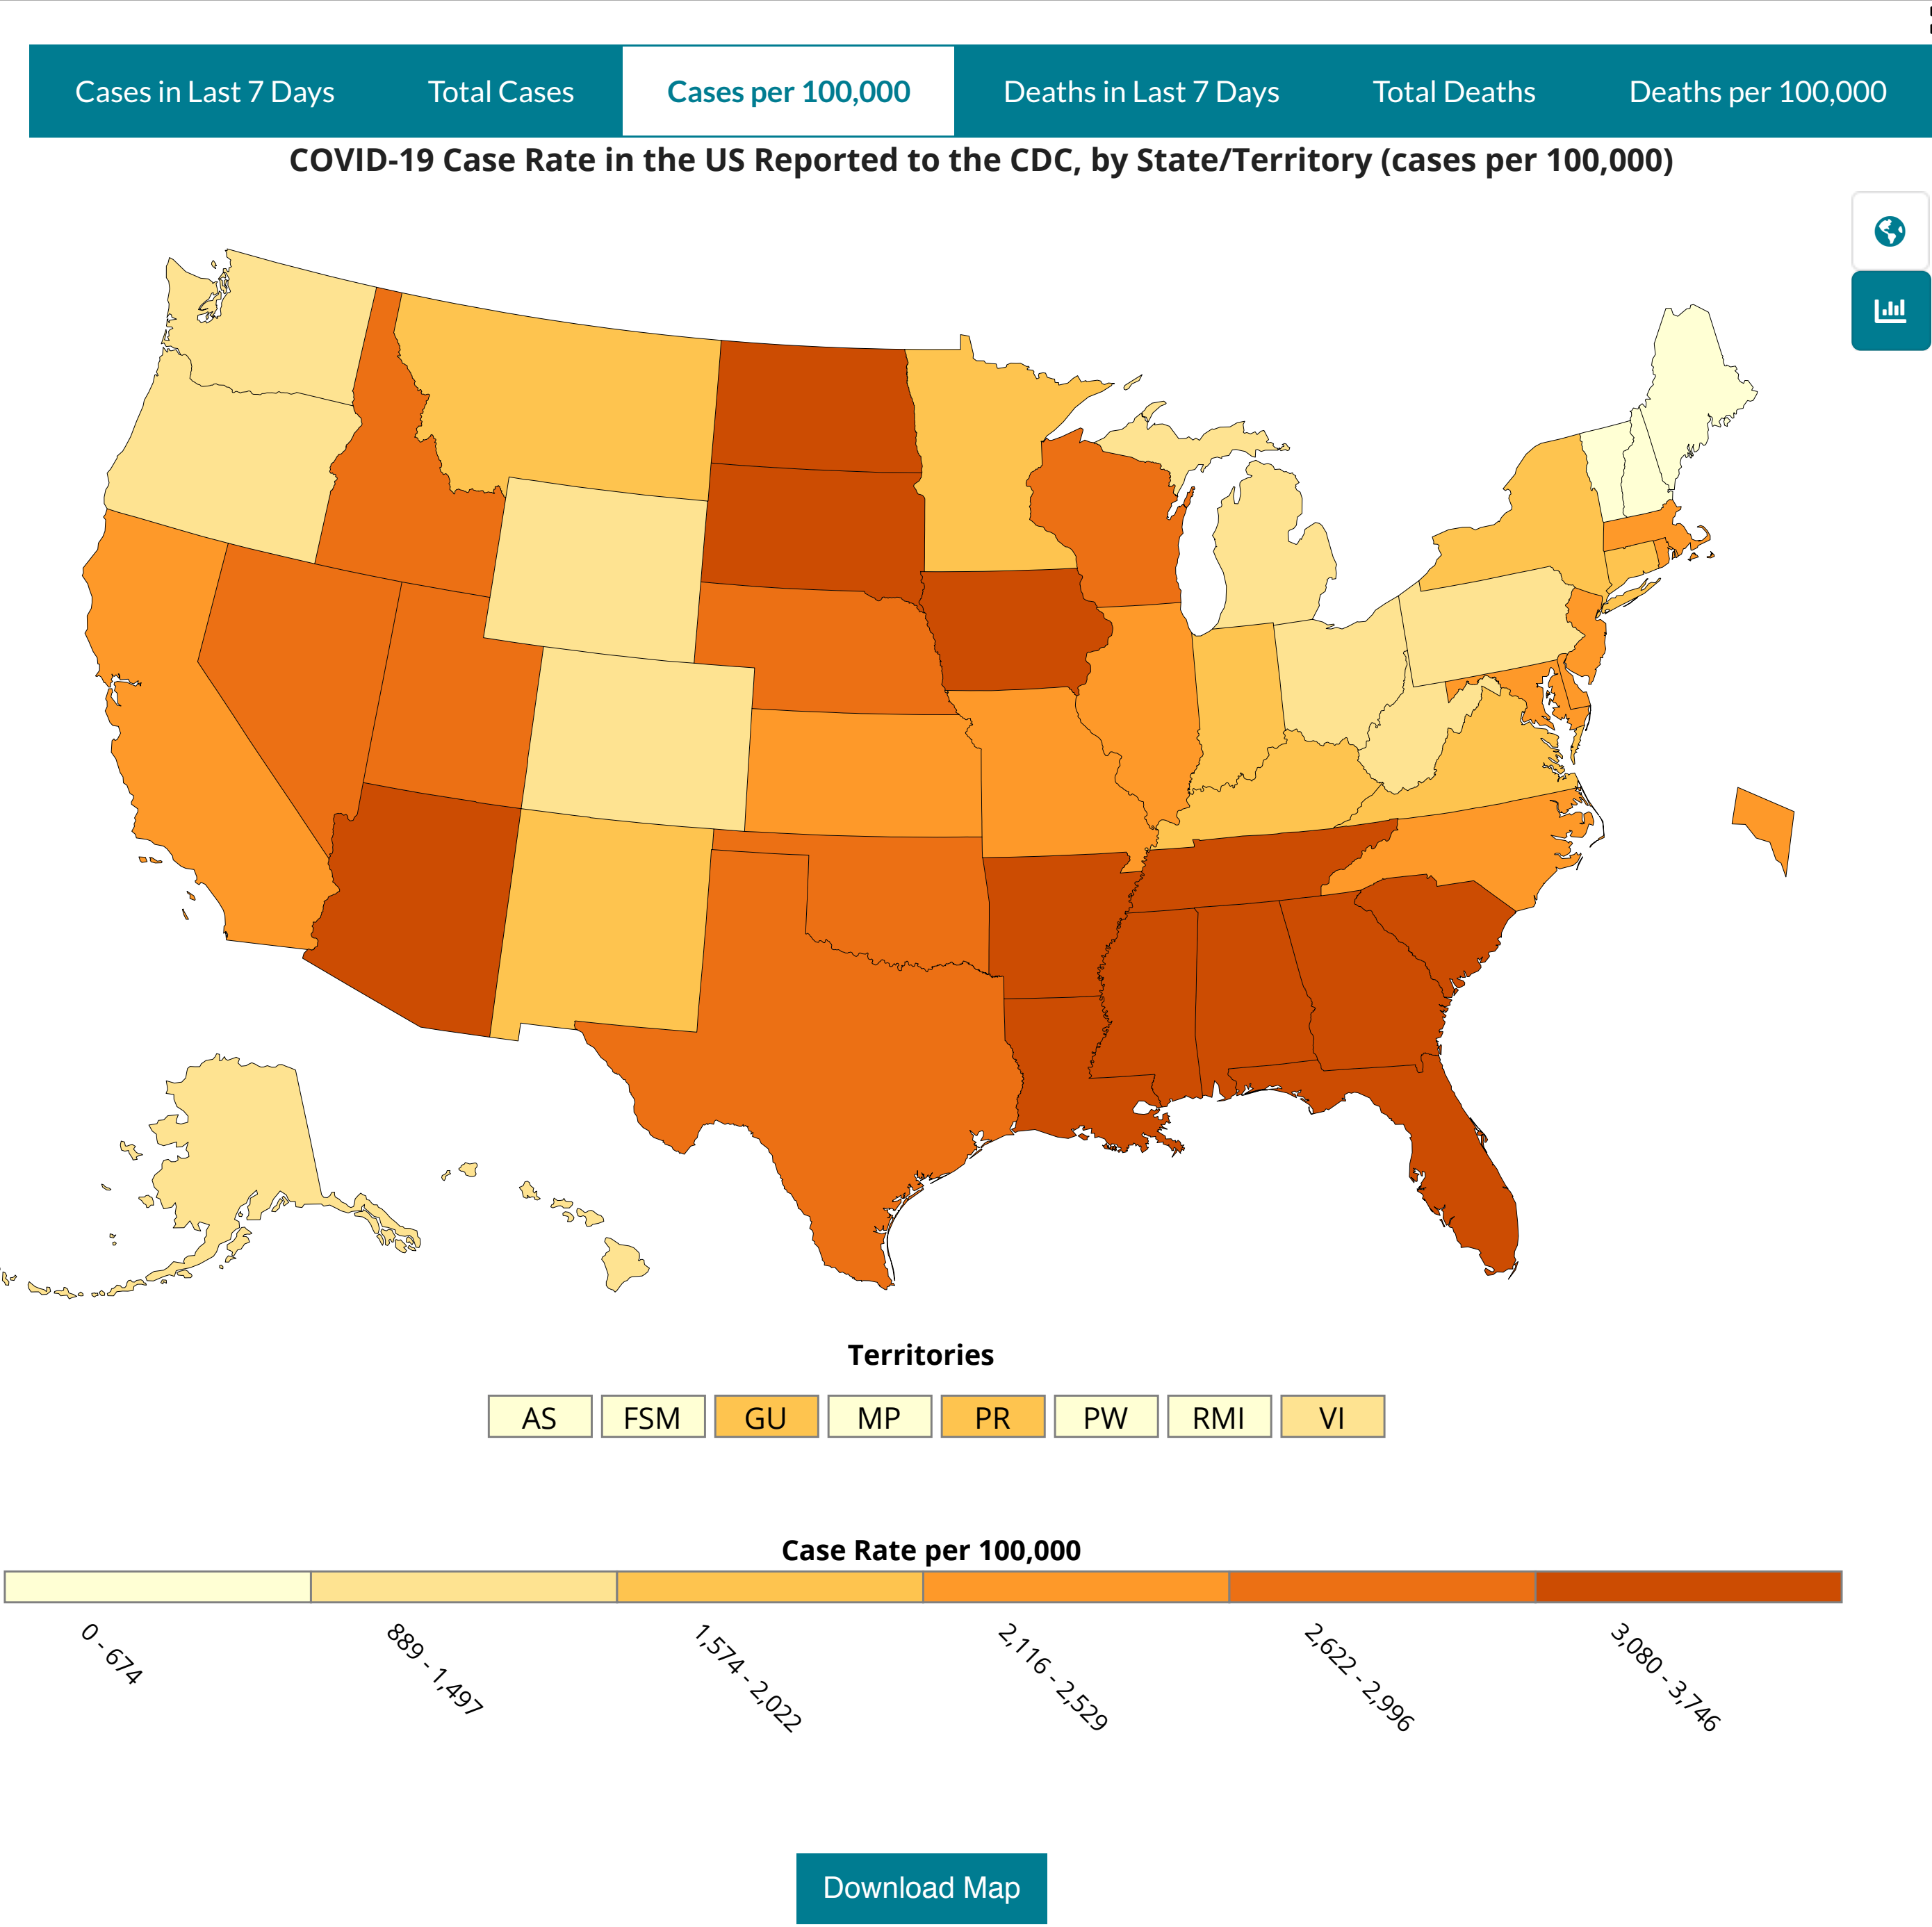 Cases in Last 7 Days Total Cases Cases per 100,000 Deaths in Last 7 Days Total Deaths Deaths per 100,000
COVID-19 Case Rate in the US Reported to the CDC, by State/Territory (cases per 100,000)
Territories
AS FSM GU MP PR PW RMI VI
Case Rate per 100,000
0 - 674
889 - 1,497
1,574 - 2,022
2,116 - 2,529
2,622 - 2,996
3,080 - 3,746
Download Map